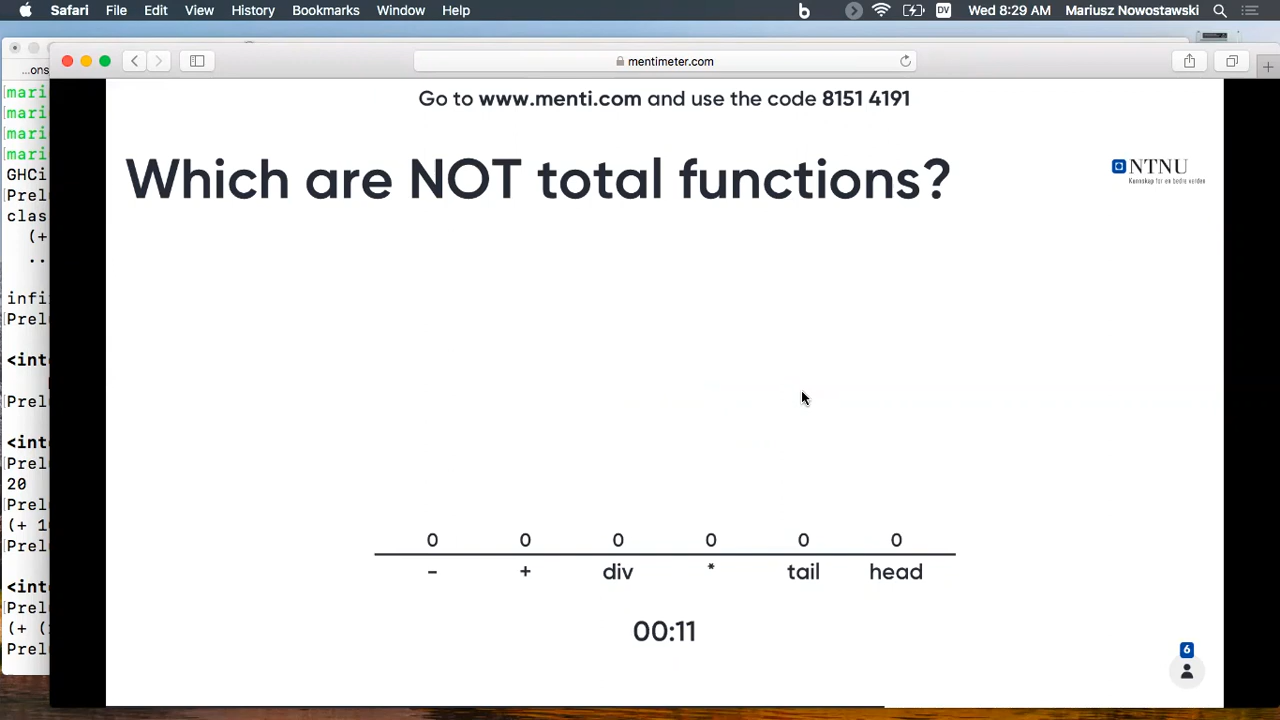 Safari File Edit View History Bookmarks Window Help DV Wed 8:29 AM Mariusz Nowostawski
...ons
mentimeter.com
Go to www.menti.com and use the code 8151 4191
Which are NOT total functions?
NTNU
Kunnskap for en bedre verden
mari
mari
mari
mari
GHCi
Prel
clas
(+
..
infi
Prel
<int
Prel
<int
Prel
20
Prel
(+ 1
Prel
<int
Prel
(+ (
Prel
0 0 0 0 0 0
- + div * tail head
00:11
6